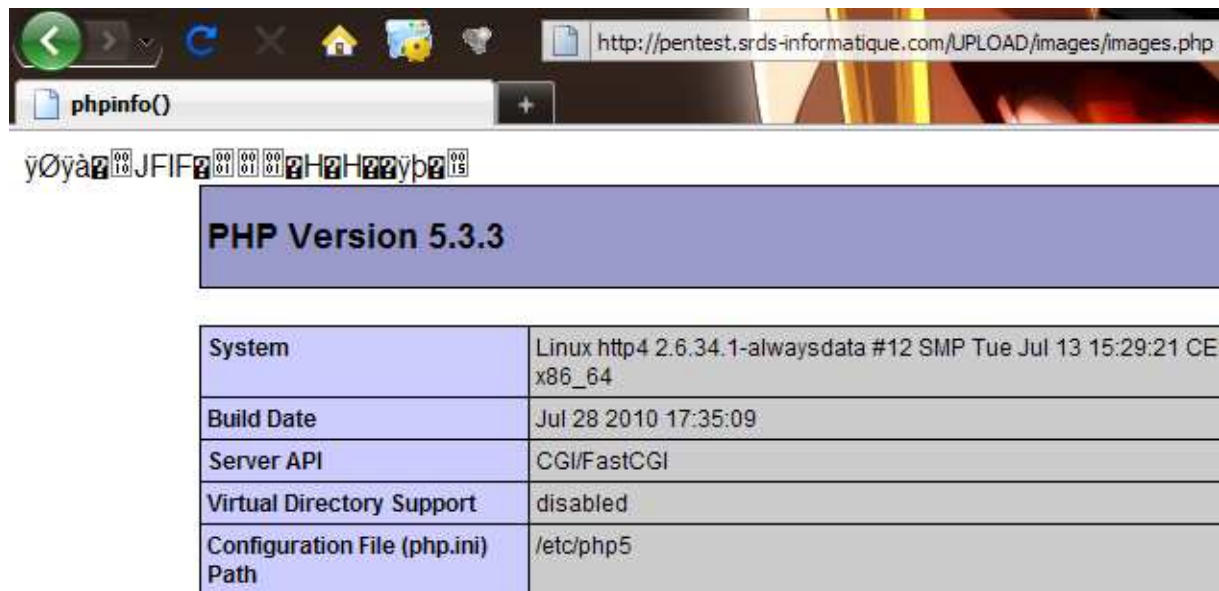 http://pentest.srds-informatique.com/UPLOAD/images/images.php
phpinfo()
ÿØÿà JFIF H H ÿþ
PHP Version 5.3.3
System
Linux http4 2.6.34.1-alwaysdata #12 SMP Tue Jul 13 15:29:21 CE
x86_64
Build Date
Jul 28 2010 17:35:09
Server API
CGI/FastCGI
Virtual Directory Support
disabled
Configuration File (php.ini)
Path
/etc/php5